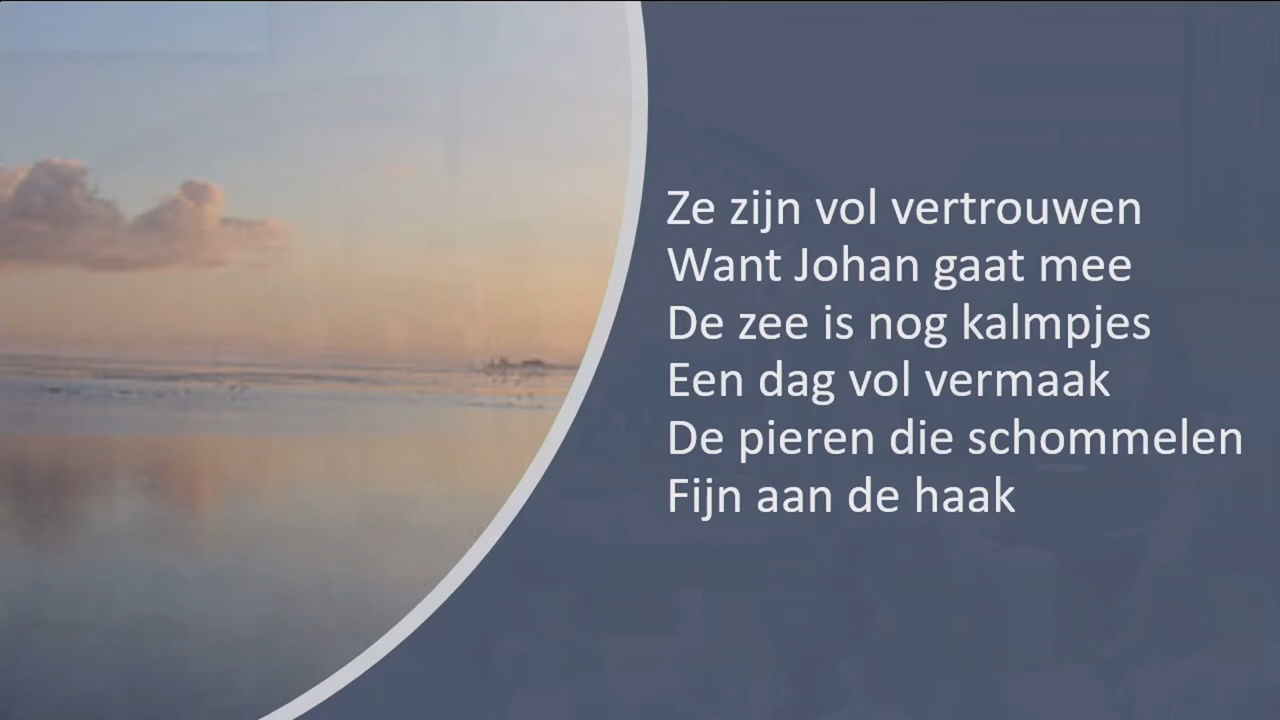 Ze zijn vol vertrouwen
Want Johan gaat mee
De zee is nog kalmpjes
Een dag vol vermaak
De pieren die schommelen
Fijn aan de haak